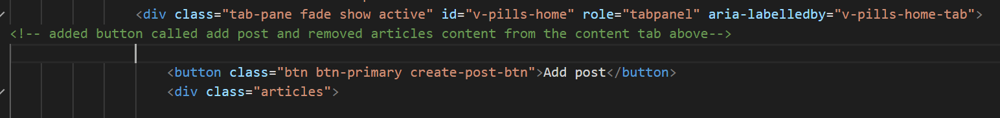 <div class="tab-pane fade show active" id="v-pills-home" role="tabpanel" aria-labelledby="v-pills-home-tab">
<!-- added button called add post and removed articles content from the content tab above-->
<button class="btn btn-primary create-post-btn">Add post</button>
<div class="articles">